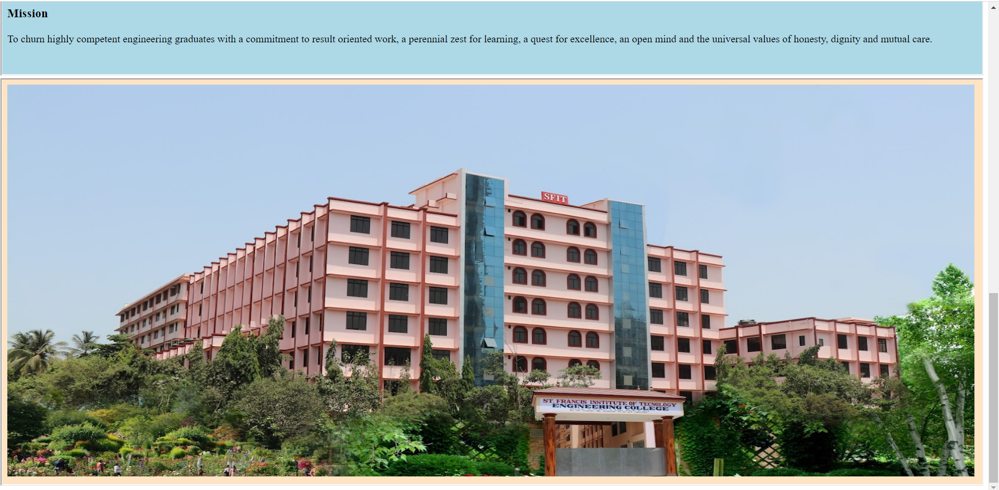 Mission
To churn highly competent engineering graduates with a commitment to result oriented work, a perennial zest for learning, a quest for excellence, an open mind and the universal values of honesty, dignity and mutual care.
SFIT
ST. FRANCIS INSTITUTE OF TECNOLOGY
ENGINEERING COLLEGE